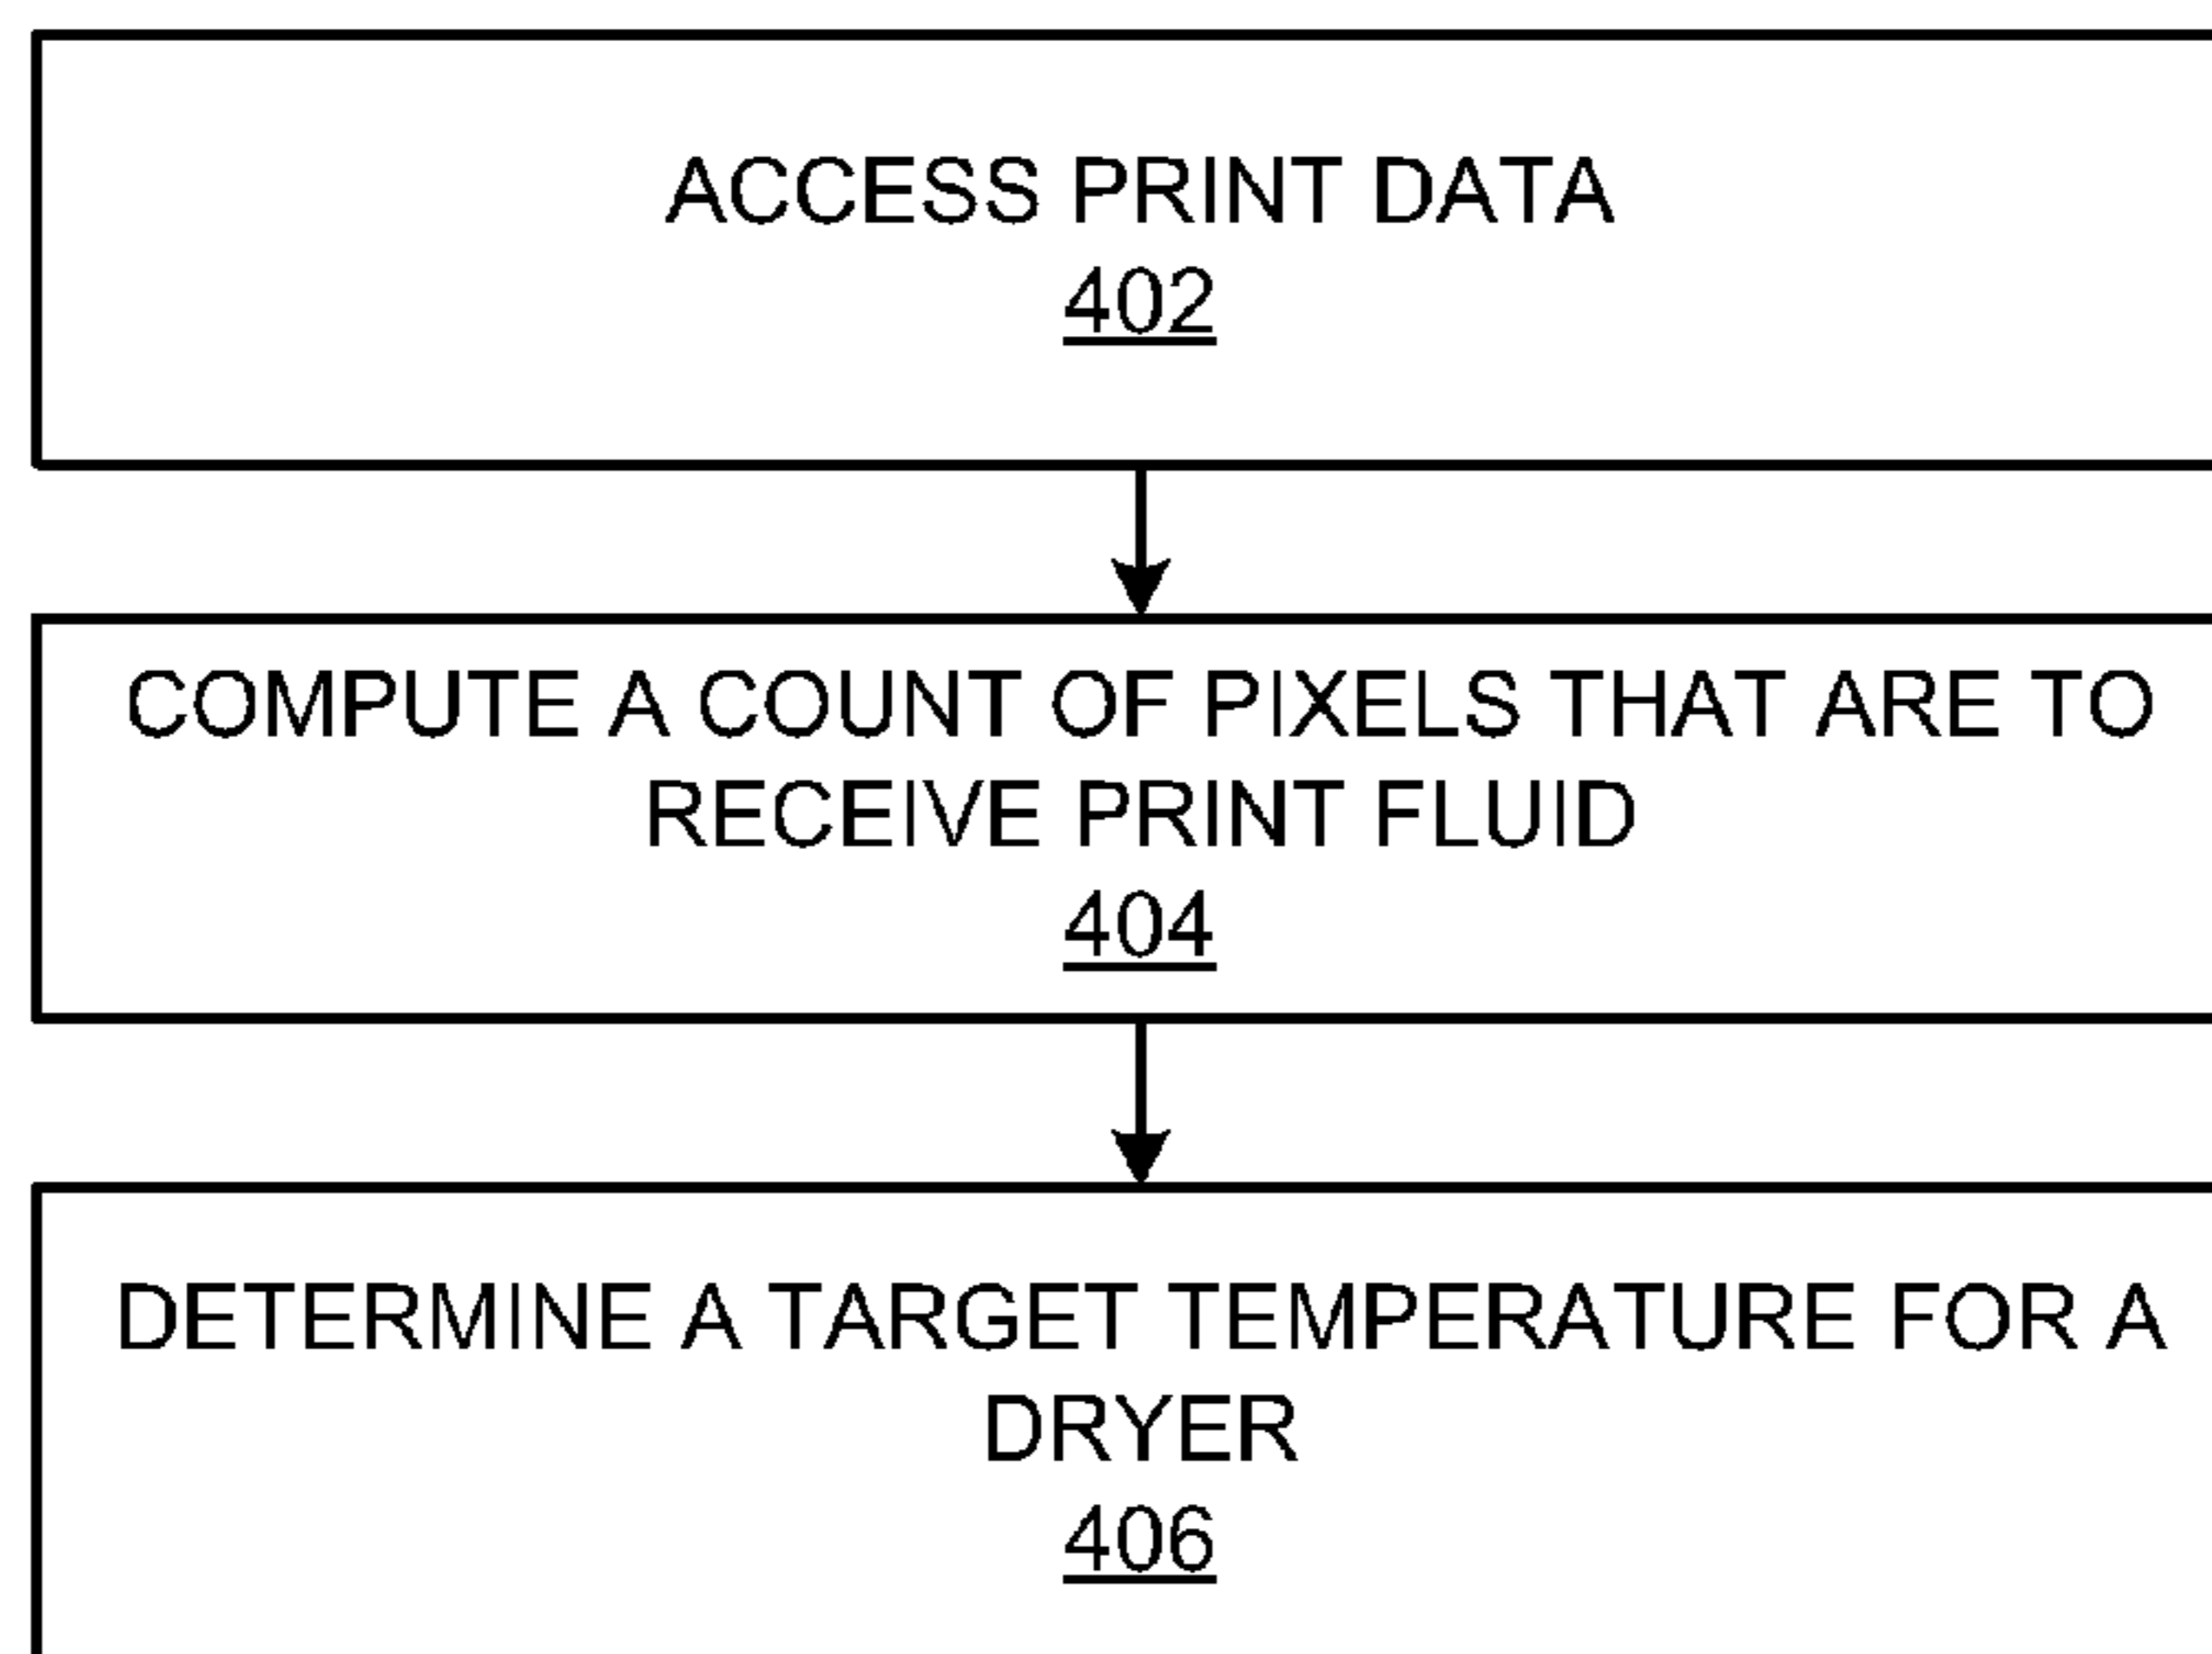 ACCESS PRINT DATA
402
COMPUTE A COUNT OF PIXELS THAT ARE TO
RECEIVE PRINT FLUID
404
DETERMINE A TARGET TEMPERATURE FOR A
DRYER
406